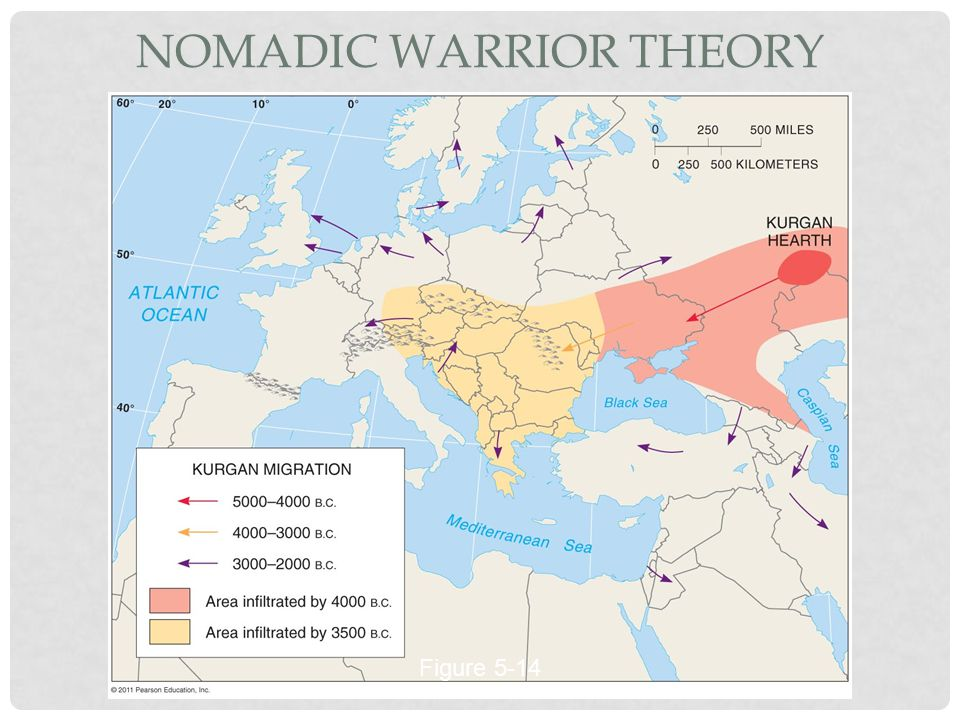 NOMADIC WARRIOR THEORY
60° 20° 10° 0°
0 250 500 MILES
0 250 500 KILOMETERS
KURGAN
HEARTH
50°
ATLANTIC
OCEAN
40°
Black Sea
Caspian Sea
Mediterranean Sea
KURGAN MIGRATION
5000–4000 B.C.
4000–3000 B.C.
3000–2000 B.C.
Area infiltrated by 4000 B.C.
Area infiltrated by 3500 B.C.
Figure 5-14
© 2011 Pearson Education, Inc.